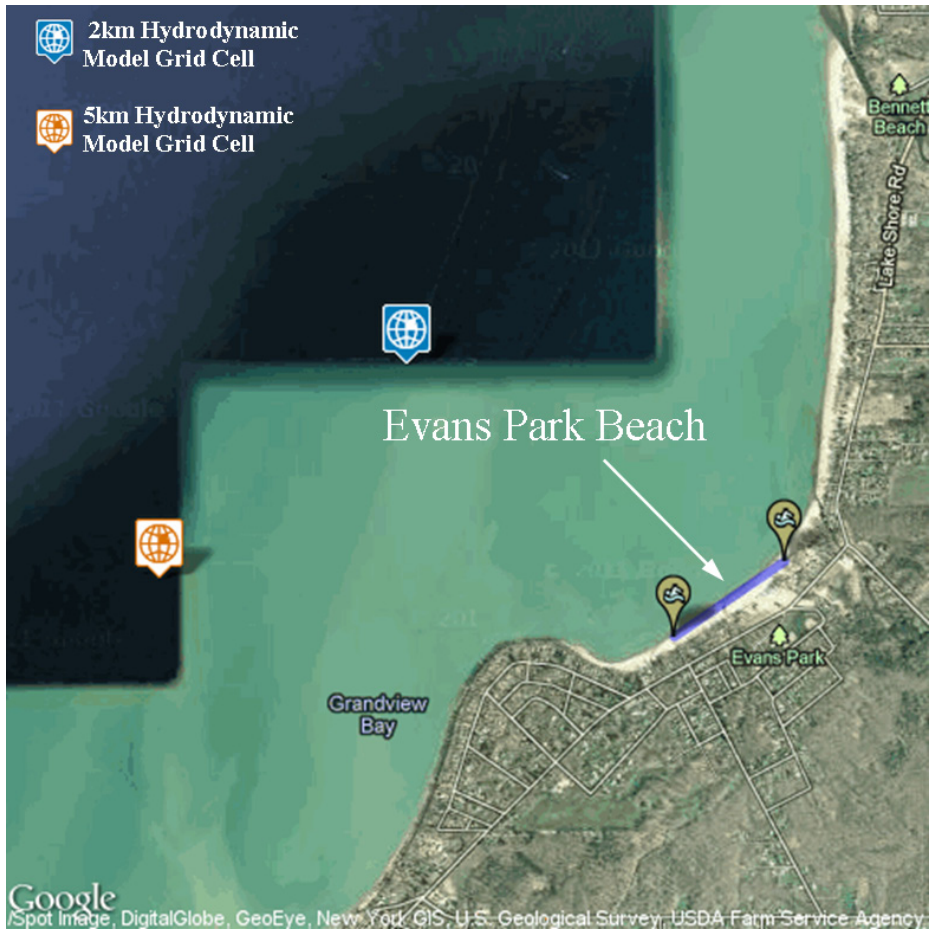 2km Hydrodynamic
Model Grid Cell
5km Hydrodynamic
Model Grid Cell
Bennett
Beach
Lake Shore Rd
Evans Park Beach
Evans Park
Grandview
Bay
Google
/Spot Image, DigitalGlobe, GeoEye, New York GIS, U.S. Geological Survey, USDA Farm Service Agency,